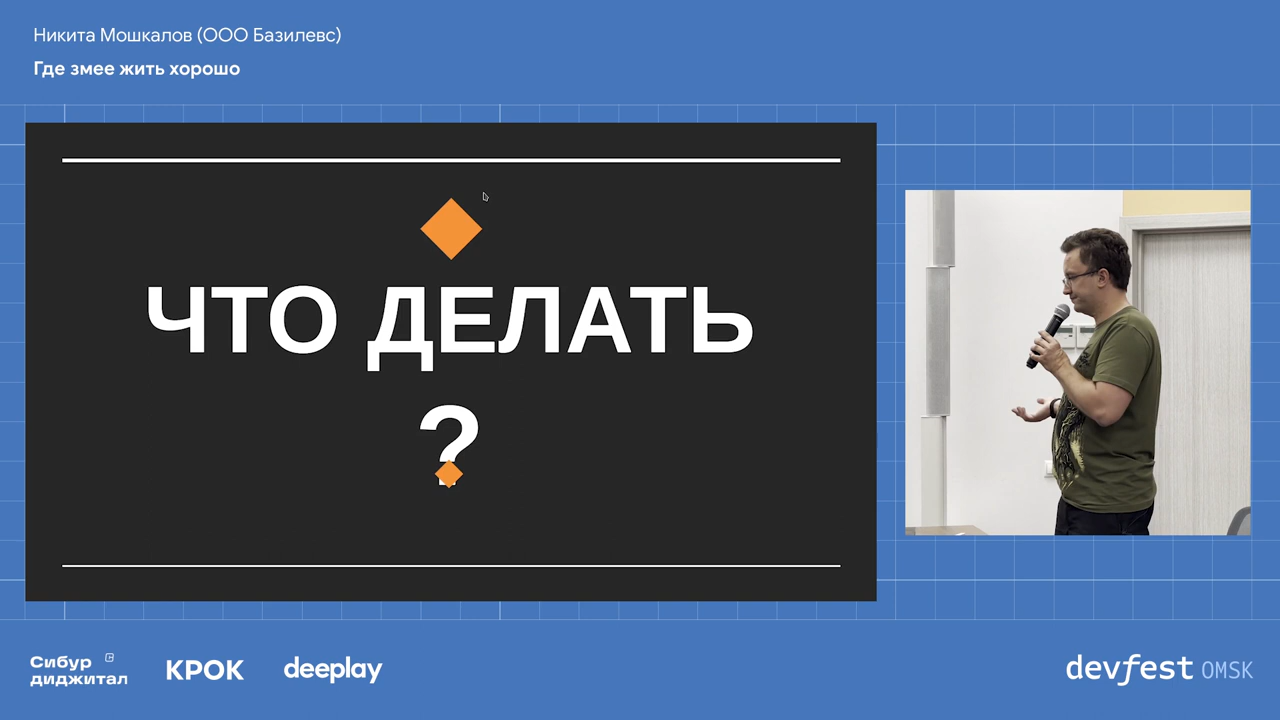 Никита Мошкалов (ООО Базилевс)
Где змее жить хорошо
ЧТО ДЕЛАТЬ
?
Сибур
диджитал
КРОК
deeplay
devfest OMSK